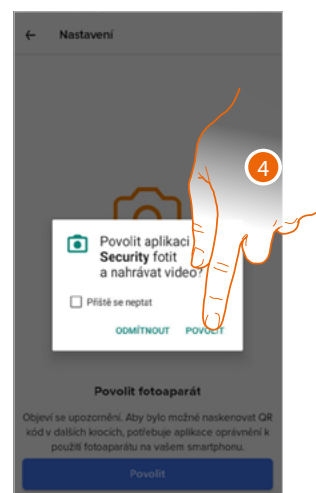 ← Nastavení
4
Povolit aplikaci
Security fotit
a nahrávat video?
Příště se neptat
ODMÍTNOUT POVOLIT
Povolit fotoaparát
Objeví se upozornění. Aby bylo možné naskenovat QR
kód v dalších krocích, potřebuje aplikace oprávnění k
použití fotoaparátu na vašem smartphonu.
Povolit